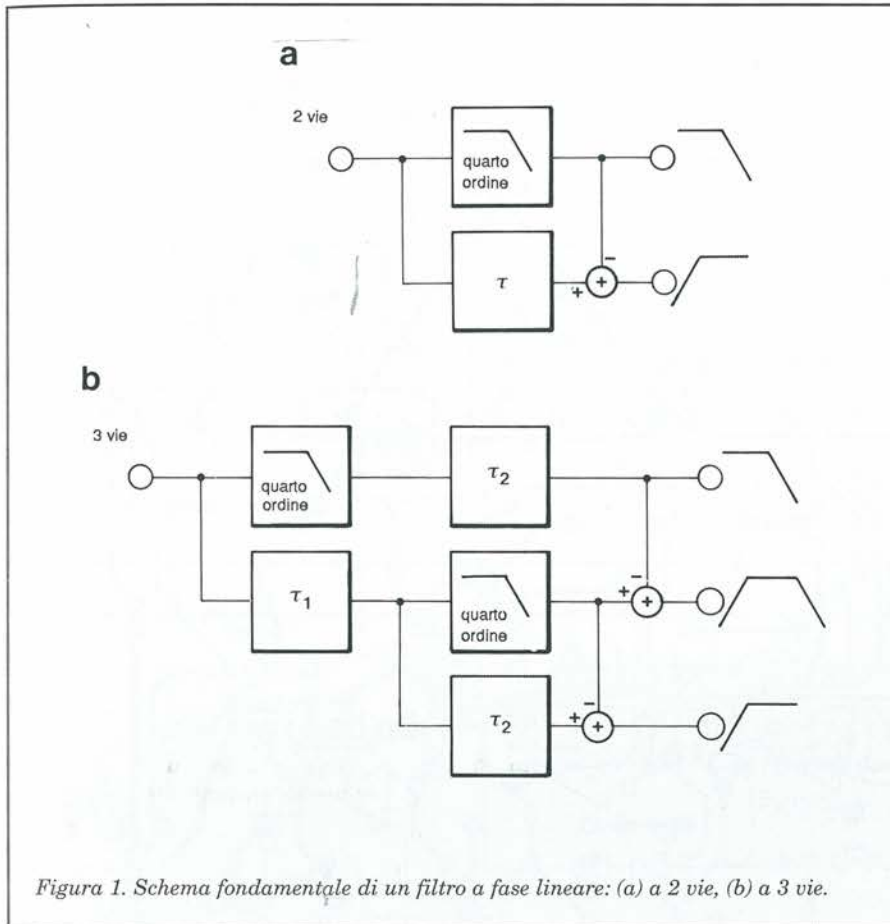 a
2 vie
quarto
ordine
τ
−
+
+
b
3 vie
quarto
ordine
τ₂
τ₁
quarto
ordine
−
+
+
τ₂
−
+
+
Figura 1. Schema fondamentale di un filtro a fase lineare: (a) a 2 vie, (b) a 3 vie.